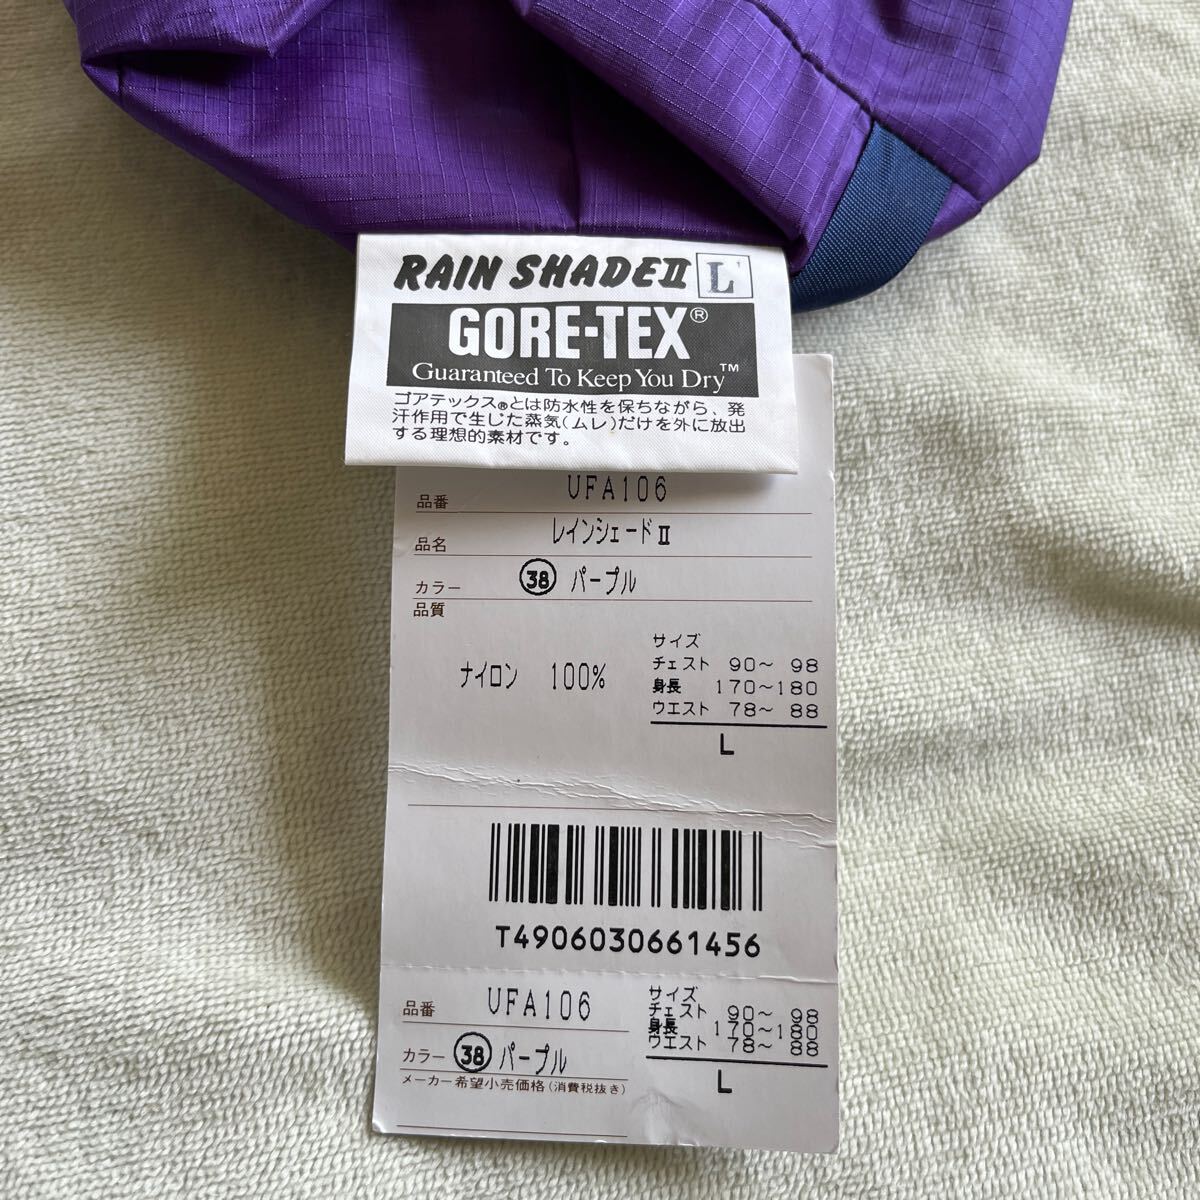 RAIN SHADEⅡ L
GORE-TEX®
Guaranteed To Keep You Dry™
ゴアテックス®とは防水性を保ちながら、発
汗作用で生じた蒸気(ムレ)だけを外に放出
する理想的素材です。
品番 UFA106
品名 レインシェードⅡ
カラー ㊳ パープル
品質
ナイロン 100%
サイズ
チェスト 90〜 98
身長 170〜180
ウエスト 78〜 88
L
T4906030661456
品番 UFA106
カラー ㊳ パープル
メーカー希望小売価格(消費税抜き)
サイズ
チェスト 90〜 98
身長 170〜180
ウエスト 78〜 88
L